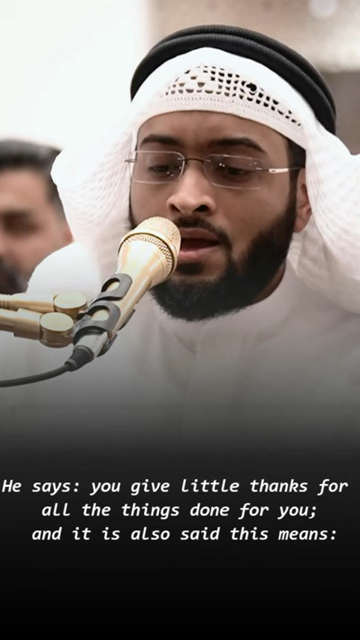 He says: you give little thanks for
all the things done for you;
and it is also said this means: